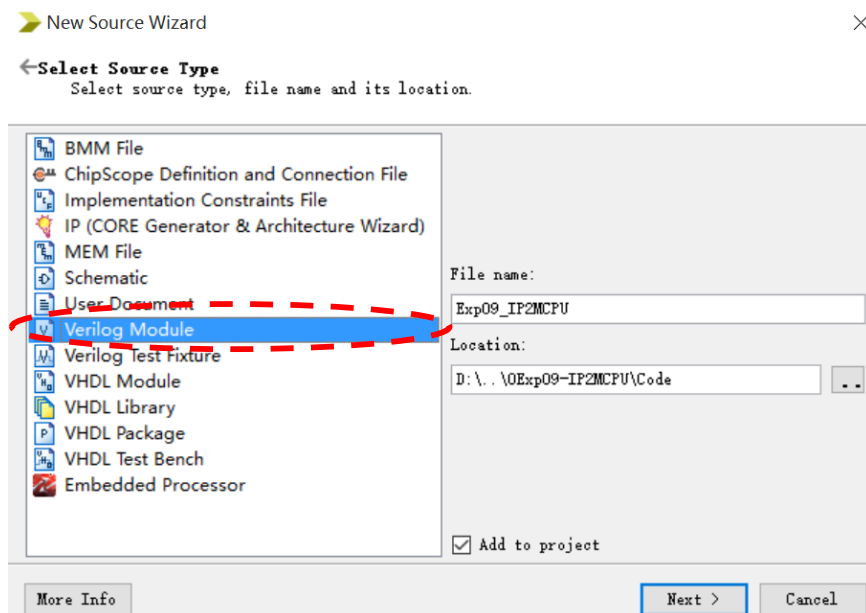 New Source Wizard
Select Source Type
Select source type, file name and its location.
BMM File
ChipScope Definition and Connection File
Implementation Constraints File
IP (CORE Generator & Architecture Wizard)
MEM File
Schematic
User Document
Verilog Module
Verilog Test Fixture
VHDL Module
VHDL Library
VHDL Package
VHDL Test Bench
Embedded Processor
File name:
Exp09_IP2MCPU
Location:
D:\..\OExp09-IP2MCPU\Code
..
Add to project
More Info
Next >
Cancel